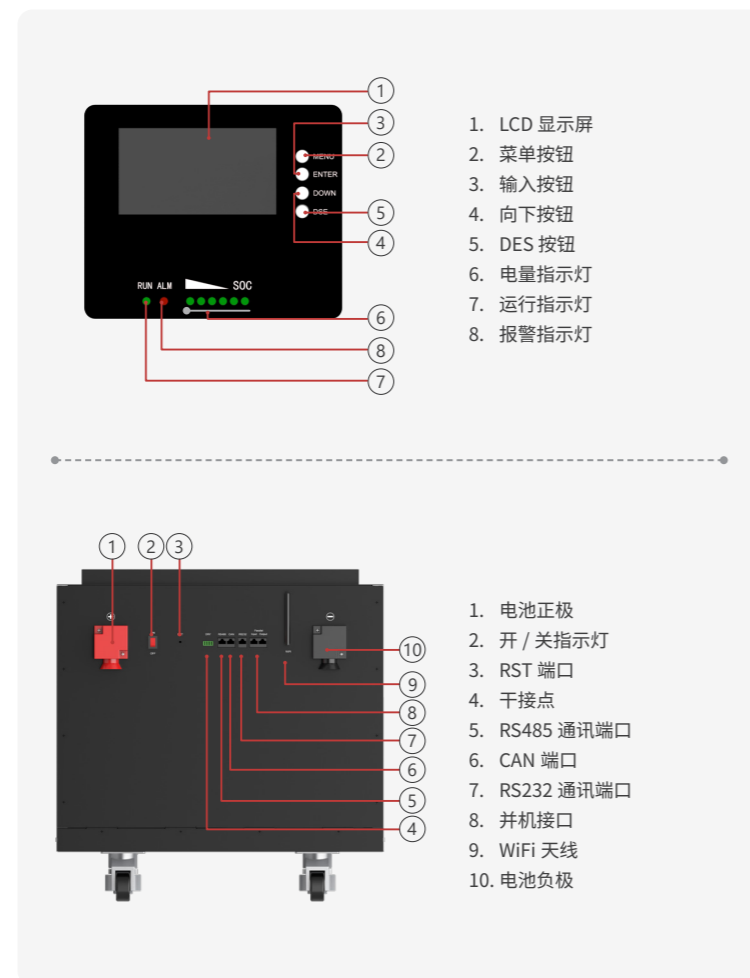 1
3
2
5
4
6
8
7
MENU
ENTER
DOWN
DSE
RUN ALM SOC
1. LCD 显示屏
2. 菜单按钮
3. 输入按钮
4. 向下按钮
5. DES 按钮
6. 电量指示灯
7. 运行指示灯
8. 报警指示灯
1 2 3
10
9
8
7
6
5
4
1. 电池正极
2. 开 / 关指示灯
3. RST 端口
4. 干接点
5. RS485 通讯端口
6. CAN 端口
7. RS232 通讯端口
8. 并机接口
9. WiFi 天线
10. 电池负极